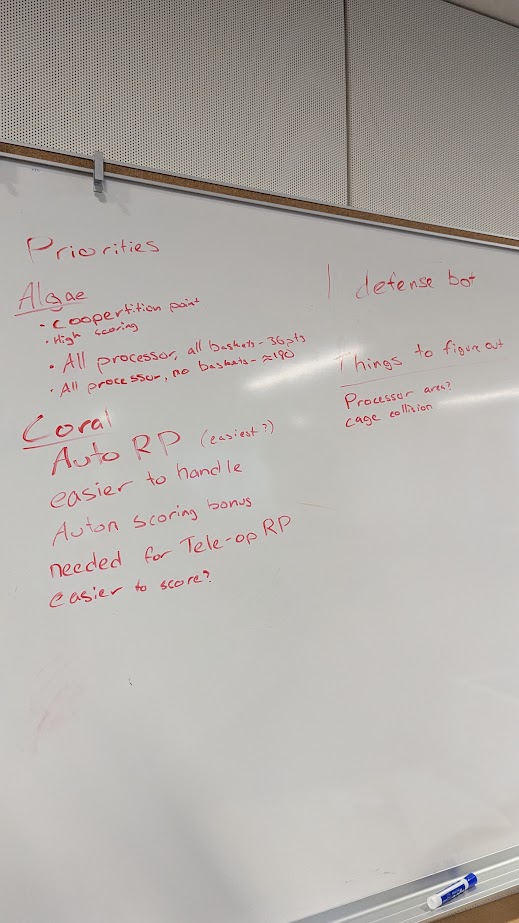 Priorities
Algae
• Coopertition point
• High scoring
• All processor, all baskets - 36pts
• All processor, no baskets - ≈190
Coral
Auto RP (easiest?)
easier to handle
Auton scoring bonus
needed for Tele-op RP
easier to score?
1 defense bot
Things to figure out
Processor area?
cage collision